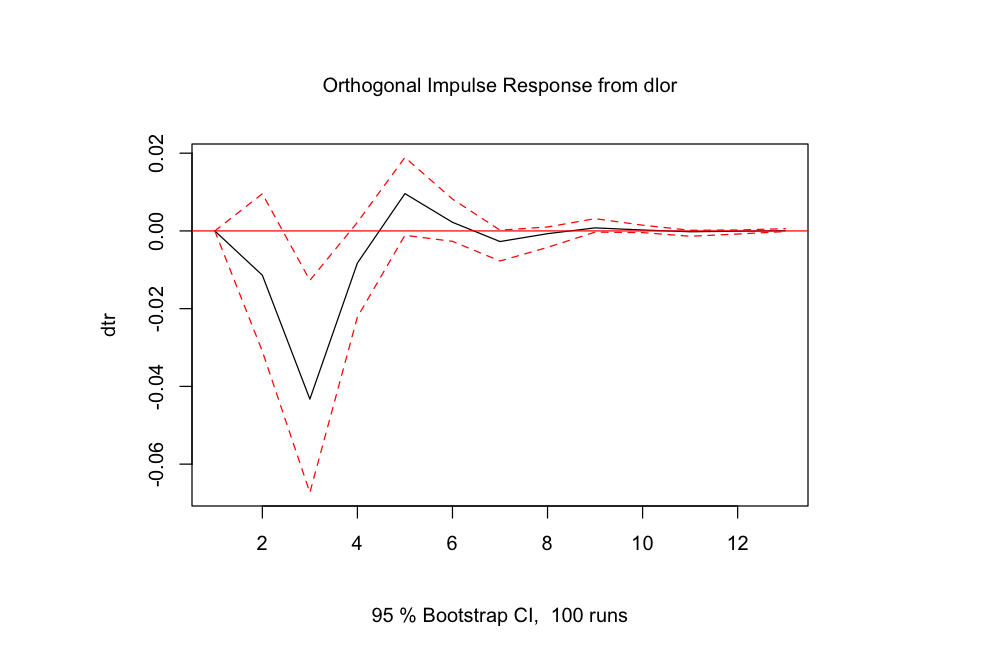 Orthogonal Impulse Response from dlor
0.02
0.00
-0.02
-0.04
-0.06
dtr
2 4 6 8 10 12
95 % Bootstrap CI,  100 runs